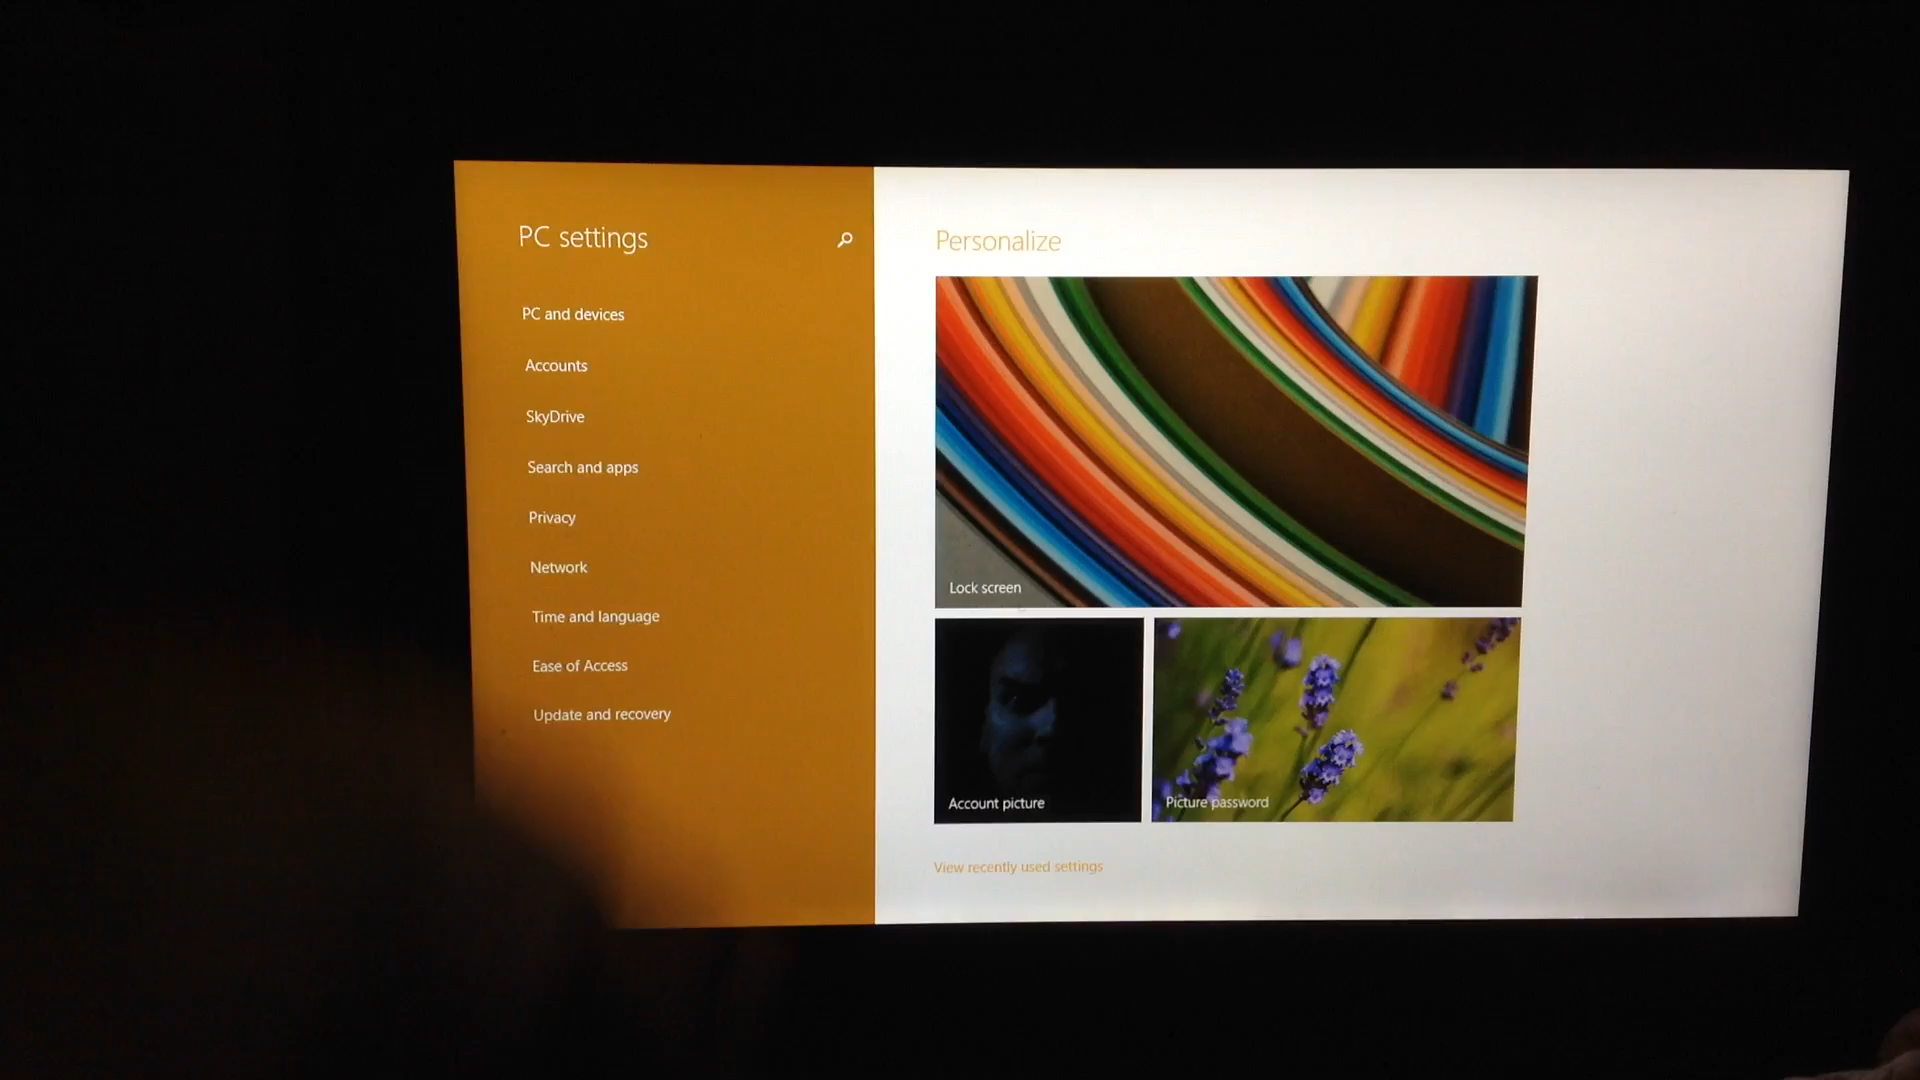 PC settings
PC and devices
Accounts
SkyDrive
Search and apps
Privacy
Network
Time and language
Ease of Access
Update and recovery
Personalize
Lock screen
Account picture
Picture password
View recently used settings